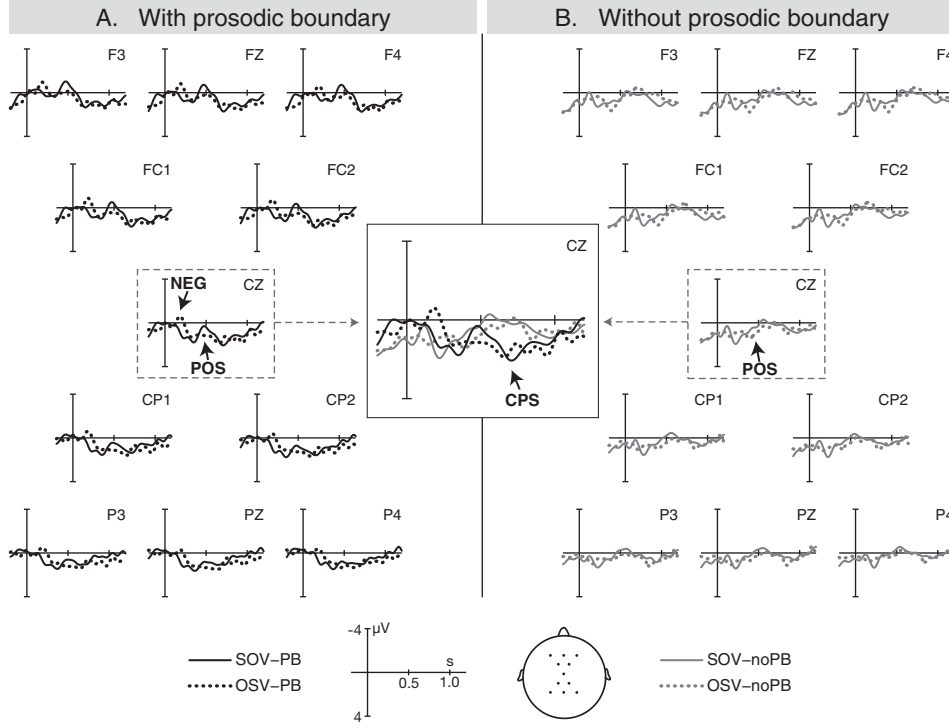 A. With prosodic boundary
B. Without prosodic boundary
F3 FZ F4
F3 FZ F4
FC1 FC2
FC1 FC2
CZ
NEG
CZ
POS
CZ
CPS
CZ
POS
CP1 CP2
CP1 CP2
P3 PZ P4
P3 PZ P4
SOV–PB
OSV–PB
-4 µV
s
0.5 1.0
4
SOV–noPB
OSV–noPB